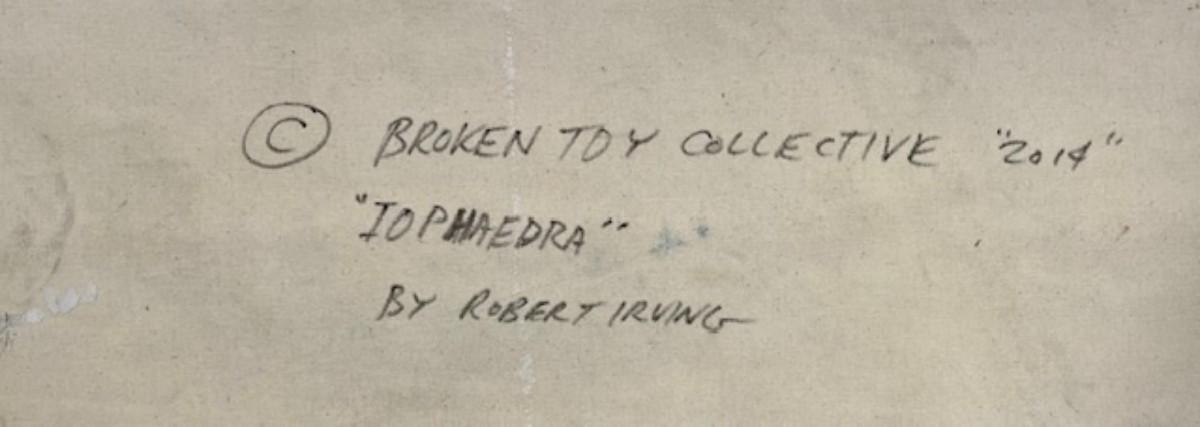 © BROKEN TOY COLLECTIVE "2014"
"IOPHAEDRA"
BY ROBERT IRVING